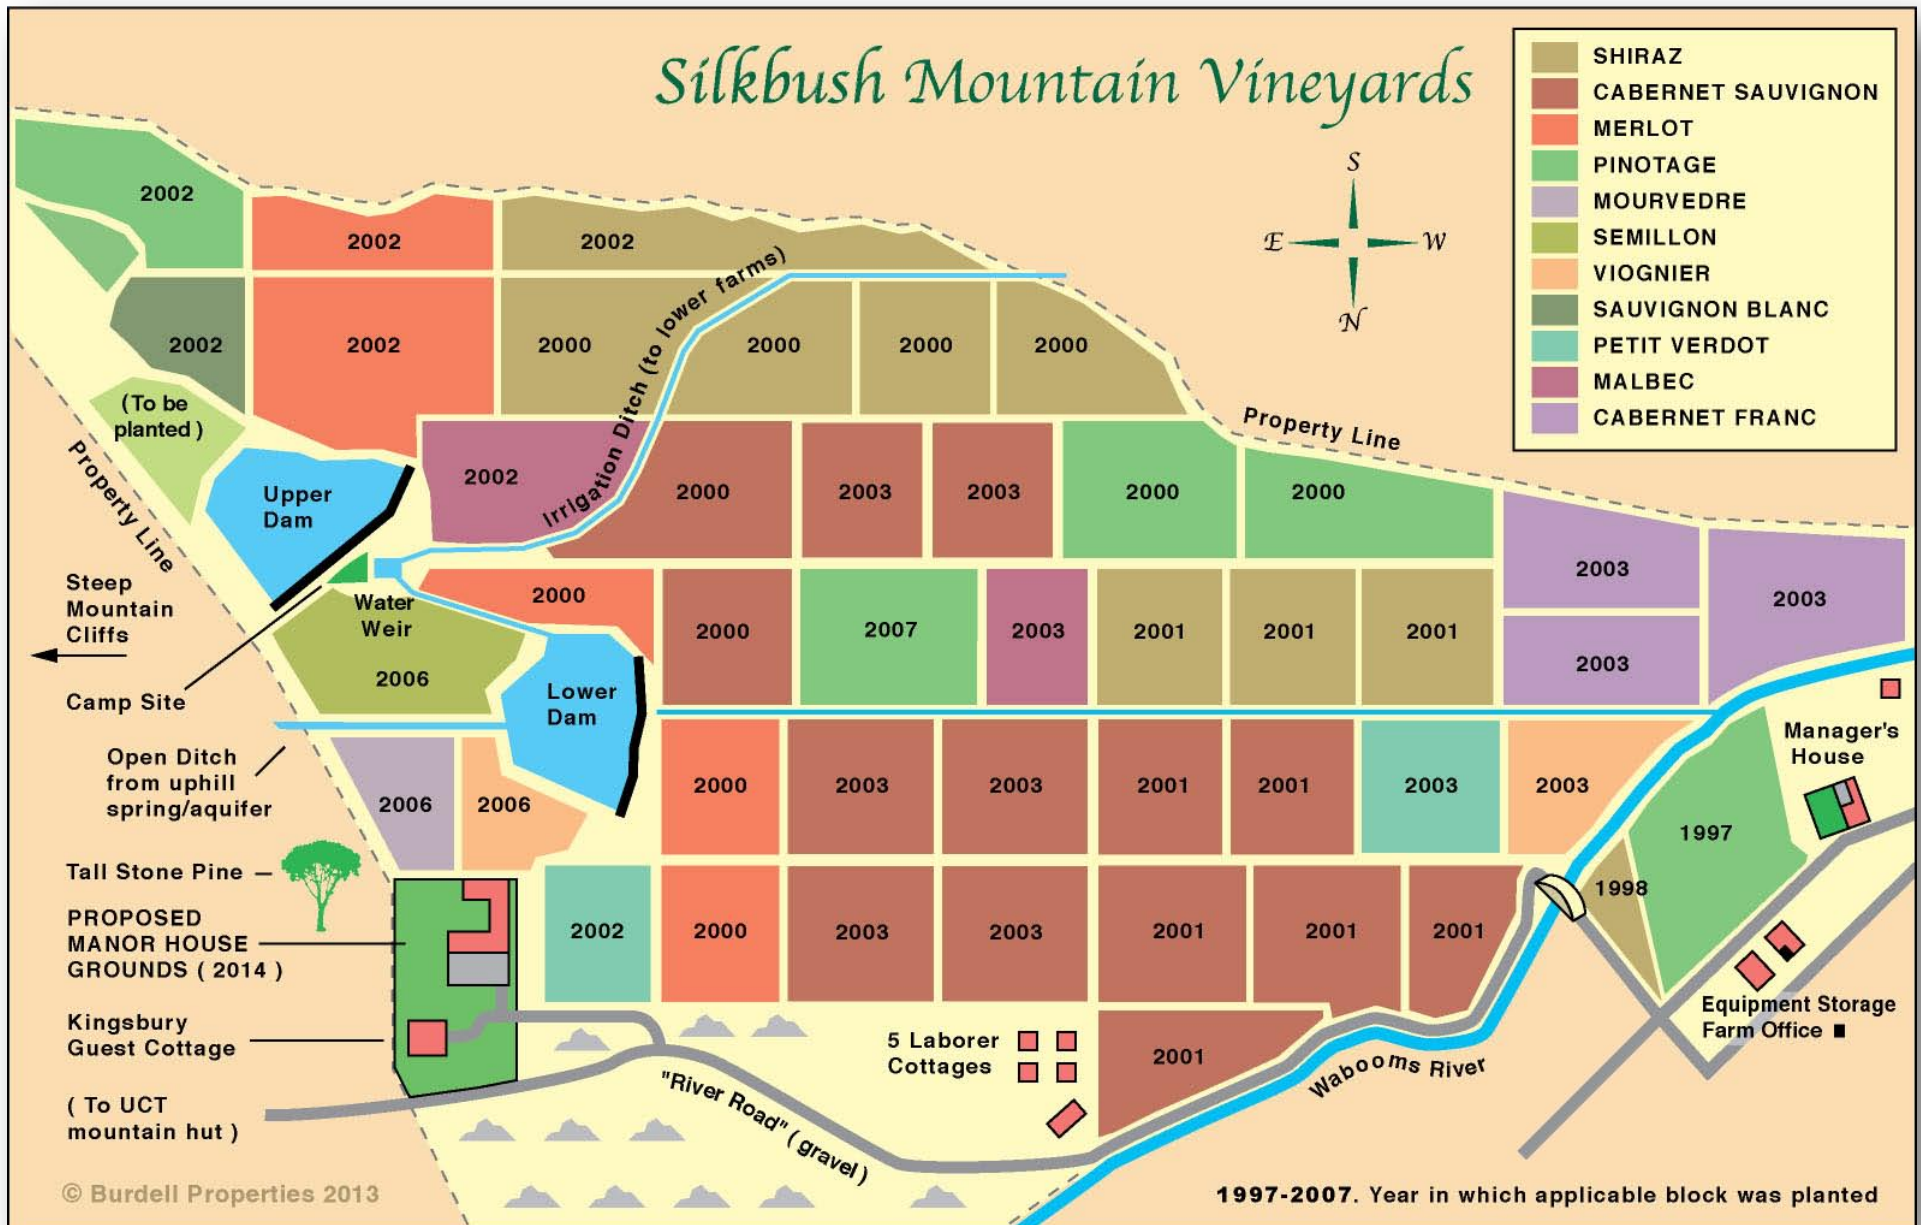 Silkbush Mountain Vineyards
SHIRAZ
CABERNET SAUVIGNON
MERLOT
PINOTAGE
MOURVEDRE
SEMILLON
VIOGNIER
SAUVIGNON BLANC
PETIT VERDOT
MALBEC
CABERNET FRANC
S
E W
N
2002
2002
2002
2002
2002
2000
2000
2000
2000
Irrigation Ditch (to lower farms)
Property Line
(To be
planted )
Property Line
Upper
Dam
2002
2000
2003
2003
2000
2000
2003
2003
2003
Steep
Mountain
Cliffs
Water
Weir
2006
2000
2000
2007
2003
2001
2001
2001
Camp Site
Lower
Dam
Open Ditch
from uphill
spring/aquifer
2006
2006
2000
2003
2003
2001
2001
2003
2003
1997
1998
Manager's
House
Tall Stone Pine
PROPOSED
MANOR HOUSE
GROUNDS ( 2014 )
2002
2000
2003
2003
2001
2001
2001
Kingsbury
Guest Cottage
5 Laborer
Cottages
2001
Equipment Storage
Farm Office
Wabooms River
"River Road" ( gravel )
( To UCT
mountain hut )
© Burdell Properties 2013
1997-2007. Year in which applicable block was planted